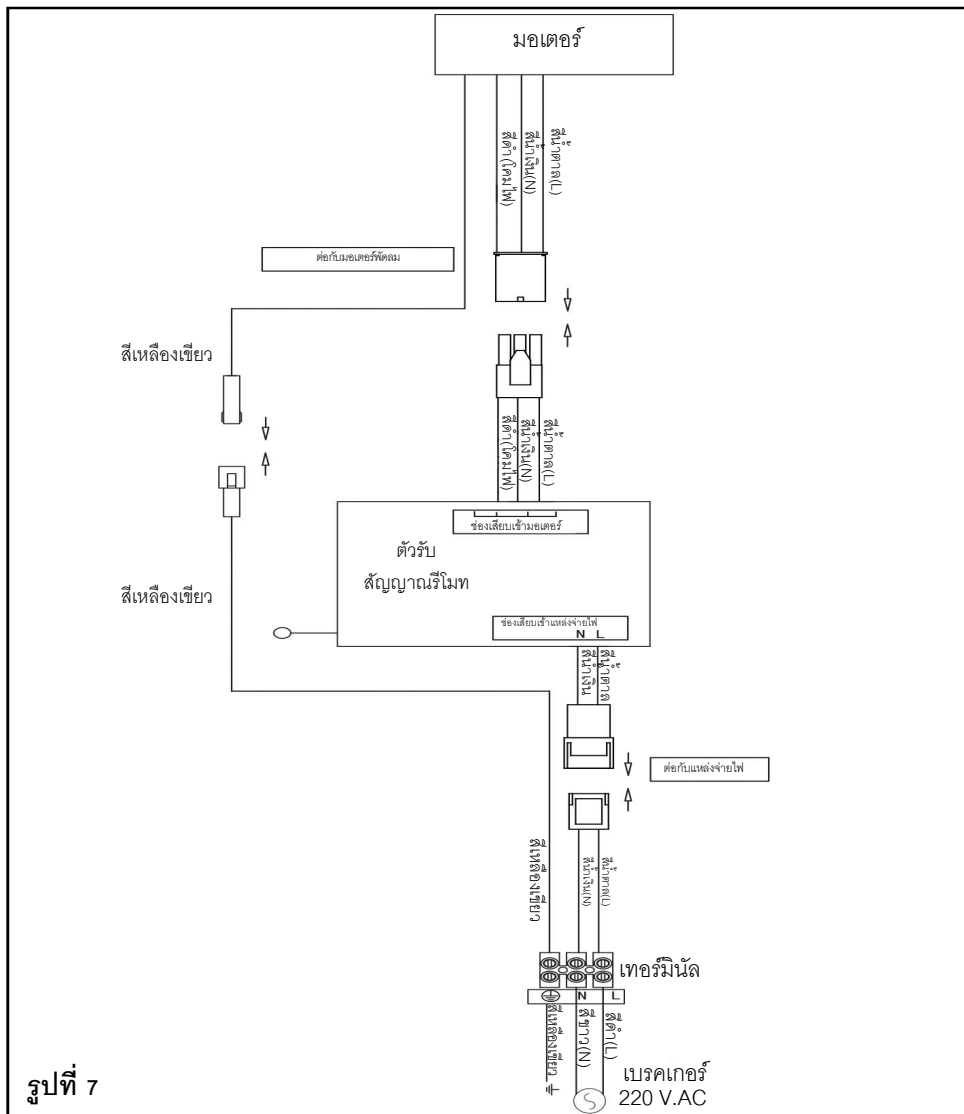 มอเตอร์
สีดำ(โคมไฟ)
สีน้ำเงิน(N)
สีน้ำตาล(L)
ต่อกับมอเตอร์พัดลม
สีเหลืองเขียว
สีดำ(โคมไฟ)
สีน้ำเงิน(N)
สีน้ำตาล(L)
ช่องเสียบเข้ามอเตอร์
ตัวรับ
สัญญาณรีโมท
สีเหลืองเขียว
ช่องเสียบเข้าแหล่งจ่ายไฟ
N L
สีน้ำเงิน
สีน้ำตาล
ต่อกับแหล่งจ่ายไฟ
สีเหลืองเขียว
สีน้ำเงิน(N)
สีน้ำตาล(L)
เทอร์มินัล
N L
สีเหลืองเขียว
สีขาว(N)
สีดำ(L)
S
เบรคเกอร์
220 V.AC
รูปที่ 7